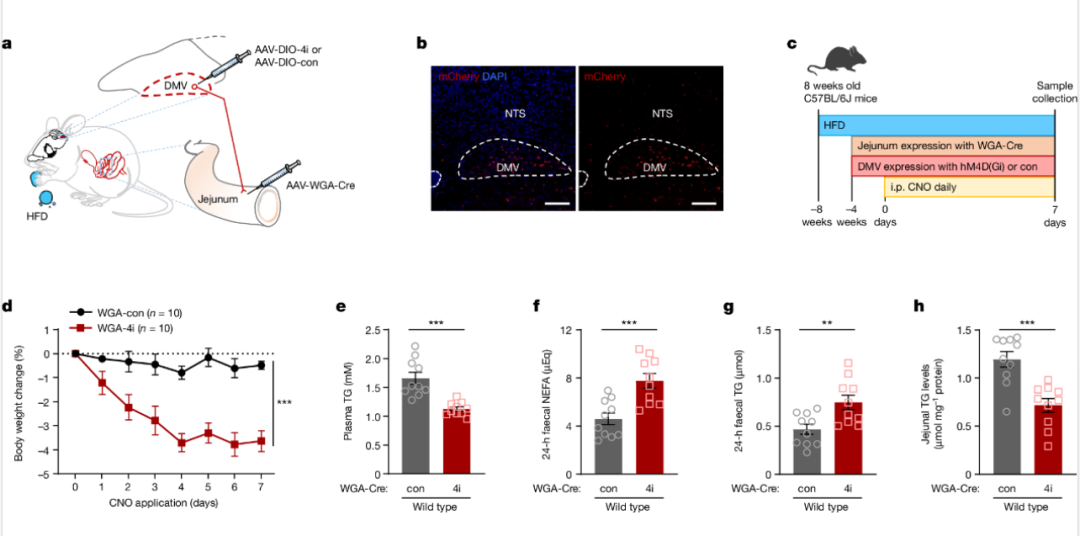 a
AAV-DIO-4i or
AAV-DIO-con
DMV
AAV-WGA-Cre
Jejunum
HFD
b
mCherry DAPI
NTS
DMV
mCherry
NTS
DMV
c
8 weeks old
C57BL/6J mice
Sample
collection
HFD
Jejunum expression with WGA-Cre
DMV expression with hM4D(Gi) or con
i.p. CNO daily
–8 –4 0 7
weeks weeks days days
d
WGA-con (n = 10)
WGA-4i (n = 10)
Body weight change (%)
1
0
–1
–2
–3
–4
–5
***
0 1 2 3 4 5 6 7
CNO application (days)
e
***
Plasma TG (mM)
2.5
2.0
1.5
1.0
0.5
0
WGA-Cre: con 4i
Wild type
f
***
24-h faecal NEFA (μEq)
12
8
4
0
WGA-Cre: con 4i
Wild type
g
**
24-h faecal TG (μmol)
1.5
1.0
0.5
0
WGA-Cre: con 4i
Wild type
h
***
Jejunal TG levels
(μmol mg⁻¹ protein)
1.5
1.0
0.5
0
WGA-Cre: con 4i
Wild type